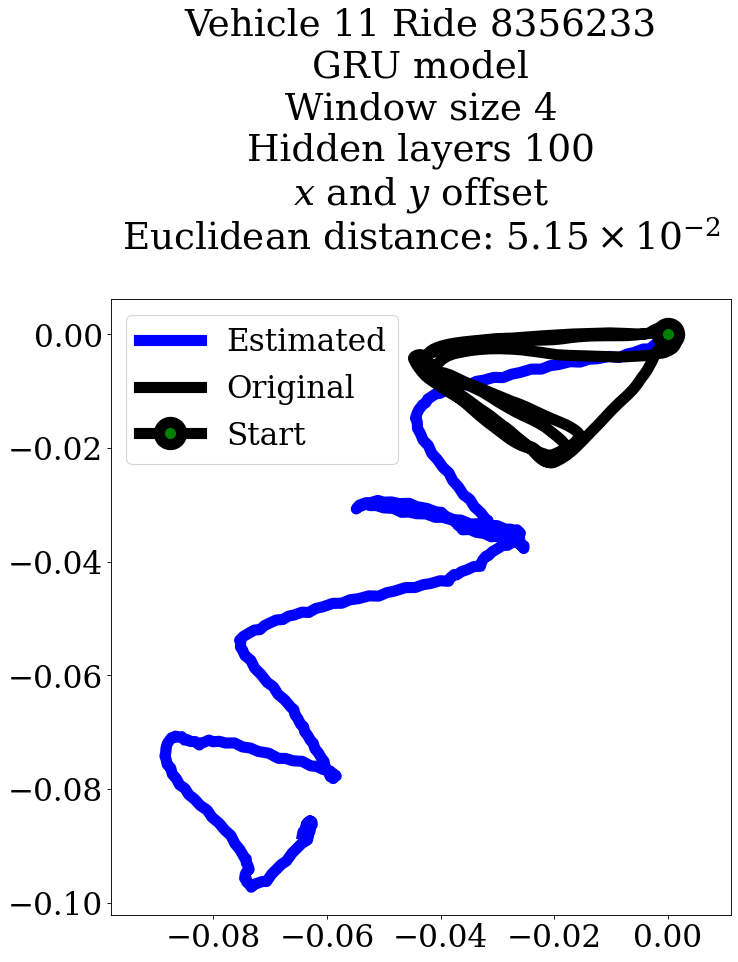 Vehicle 11 Ride 8356233
GRU model
Window size 4
Hidden layers 100
x and y offset
Euclidean distance: 5.15 × 10⁻²
Estimated
Original
Start
0.00
−0.02
−0.04
−0.06
−0.08
−0.10
−0.08 −0.06 −0.04 −0.02 0.00